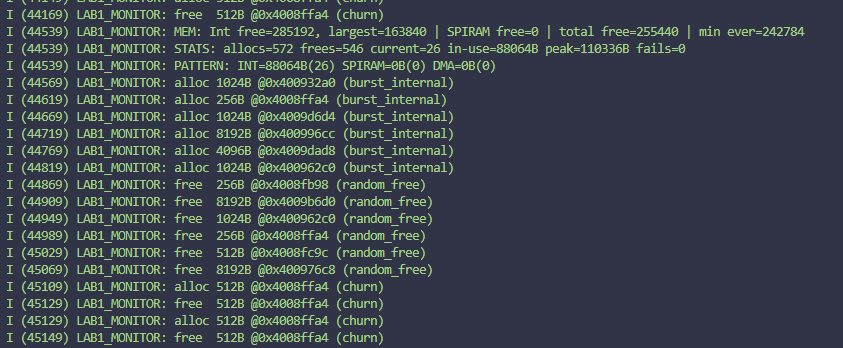 I (44169) LAB1_MONITOR: free  512B @0x4008ffa4 (churn)
I (44539) LAB1_MONITOR: MEM: Int free=285192, largest=163840 | SPIRAM free=0 | total free=255440 | min ever=242784
I (44539) LAB1_MONITOR: STATS: allocs=572 frees=546 current=26 in-use=88064B peak=110336B fails=0
I (44539) LAB1_MONITOR: PATTERN: INT=88064B(26) SPIRAM=0B(0) DMA=0B(0)
I (44569) LAB1_MONITOR: alloc 1024B @0x400932a0 (burst_internal)
I (44619) LAB1_MONITOR: alloc 256B @0x4008ffa4 (burst_internal)
I (44669) LAB1_MONITOR: alloc 1024B @0x4009d6d4 (burst_internal)
I (44719) LAB1_MONITOR: alloc 8192B @0x400996cc (burst_internal)
I (44769) LAB1_MONITOR: alloc 4096B @0x4009dad8 (burst_internal)
I (44819) LAB1_MONITOR: alloc 1024B @0x400962c0 (burst_internal)
I (44869) LAB1_MONITOR: free  256B @0x4008fb98 (random_free)
I (44909) LAB1_MONITOR: free  8192B @0x4009b6d0 (random_free)
I (44949) LAB1_MONITOR: free  1024B @0x400962c0 (random_free)
I (44989) LAB1_MONITOR: free  256B @0x4008ffa4 (random_free)
I (45029) LAB1_MONITOR: free  512B @0x4008fc9c (random_free)
I (45069) LAB1_MONITOR: free  8192B @0x400976c8 (random_free)
I (45109) LAB1_MONITOR: alloc 512B @0x4008ffa4 (churn)
I (45129) LAB1_MONITOR: free  512B @0x4008ffa4 (churn)
I (45129) LAB1_MONITOR: alloc 512B @0x4008ffa4 (churn)
I (45149) LAB1_MONITOR: free  512B @0x4008ffa4 (churn)